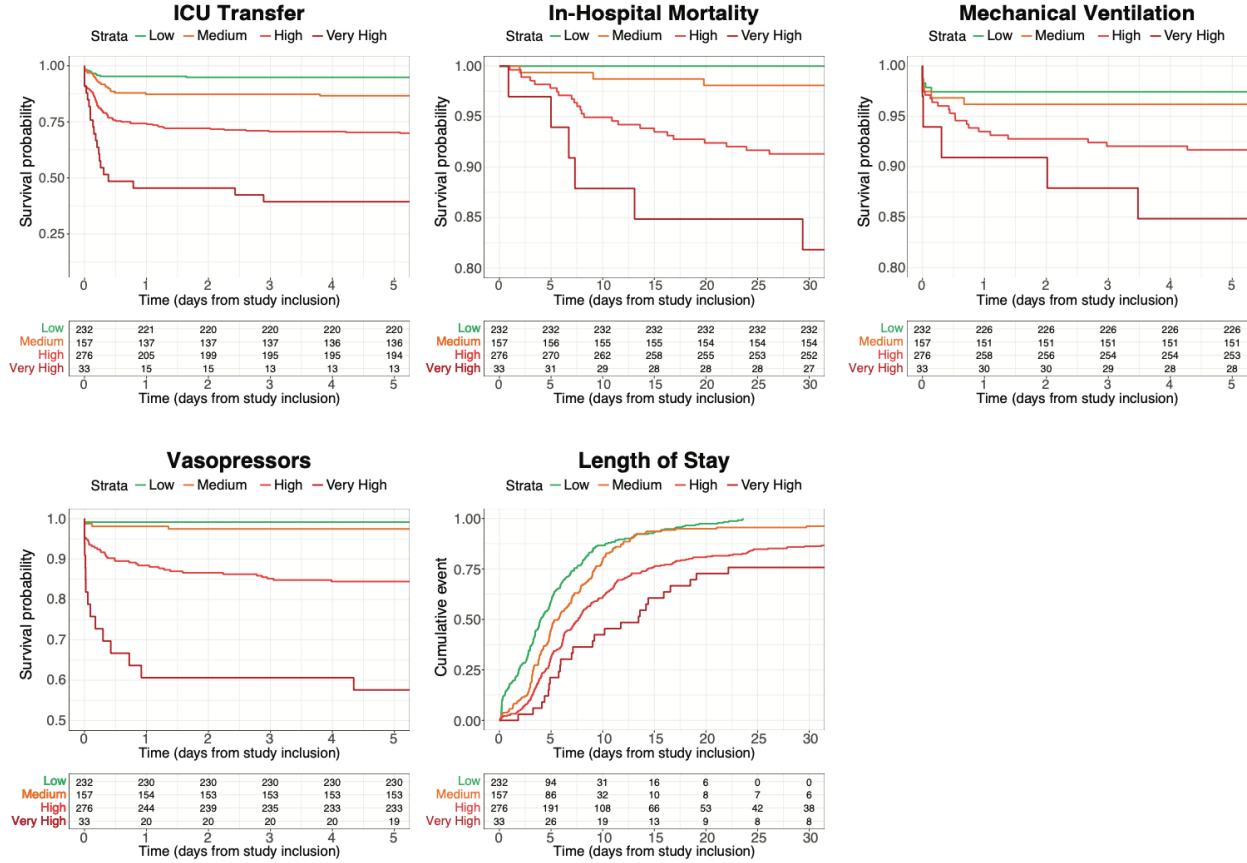 ICU Transfer
Strata Low Medium High Very High
Survival probability
1.00
0.75
0.50
0.25
0 1 2 3 4 5
Time (days from study inclusion)
Low 232 221 220 220 220 220
Medium 157 137 137 137 136 136
High 276 205 199 195 195 194
Very High 33 15 15 13 13 13
0 1 2 3 4 5
Time (days from study inclusion)
In-Hospital Mortality
Strata Low Medium High Very High
Survival probability
1.00
0.95
0.90
0.85
0.80
0 5 10 15 20 25 30
Time (days from study inclusion)
Low 232 232 232 232 232 232 232
Medium 157 156 155 155 154 154 154
High 276 270 262 258 255 253 252
Very High 33 31 29 28 28 28 27
0 5 10 15 20 25 30
Time (days from study inclusion)
Mechanical Ventilation
Strata Low Medium High Very High
Survival probability
1.00
0.95
0.90
0.85
0.80
0 1 2 3 4 5
Time (days from study inclusion)
Low 232 226 226 226 226 226
Medium 157 151 151 151 151 151
High 276 258 256 254 254 253
Very High 33 30 30 29 28 28
0 1 2 3 4 5
Time (days from study inclusion)
Vasopressors
Strata Low Medium High Very High
Survival probability
1.0
0.9
0.8
0.7
0.6
0.5
0 1 2 3 4 5
Time (days from study inclusion)
Low 232 230 230 230 230 230
Medium 157 154 153 153 153 153
High 276 244 239 235 233 233
Very High 33 20 20 20 20 19
0 1 2 3 4 5
Time (days from study inclusion)
Length of Stay
Strata Low Medium High Very High
Cumulative event
1.00
0.75
0.50
0.25
0.00
0 5 10 15 20 25 30
Time (days from study inclusion)
Low 232 94 31 16 6 0 0
Medium 157 86 32 10 8 7 6
High 276 191 108 66 53 42 38
Very High 33 26 19 13 9 8 8
0 5 10 15 20 25 30
Time (days from study inclusion)